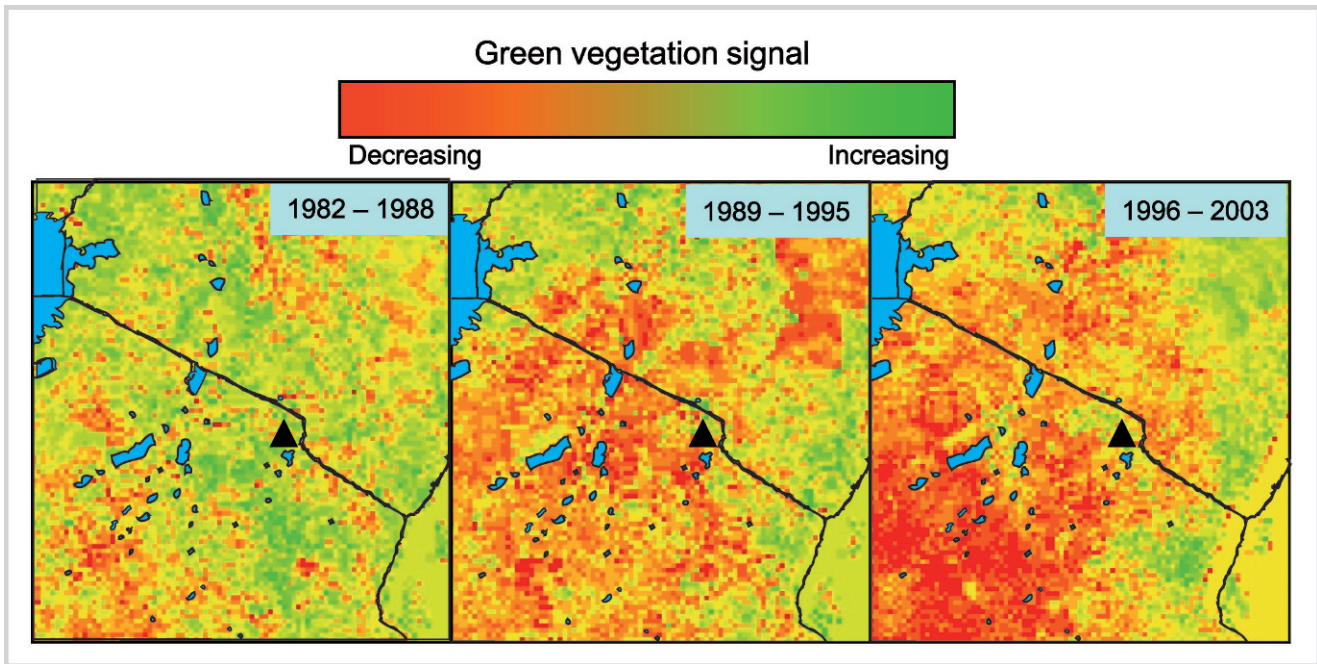 Green vegetation signal
Decreasing Increasing
1982 – 1988 1989 – 1995 1996 – 2003